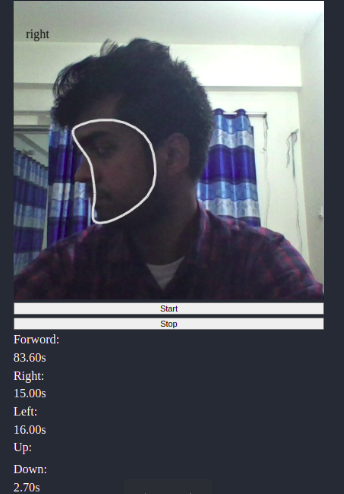 right
Start
Stop
Forword:
83.60s
Right:
15.00s
Left:
16.00s
Up:
Down:
2.70s